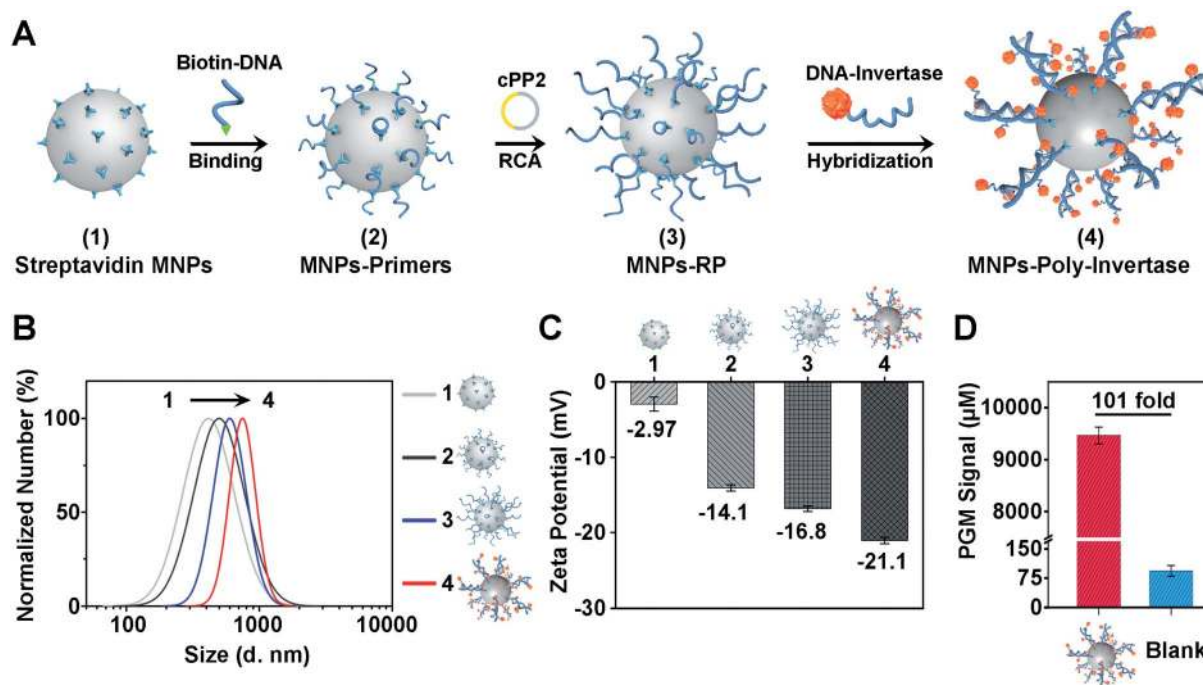 A
Biotin-DNA
Binding
cPP2
RCA
DNA-Invertase
Hybridization
(1)
Streptavidin MNPs
(2)
MNPs-Primers
(3)
MNPs-RP
(4)
MNPs-Poly-Invertase
B
Normalized Number (%)
100
50
0
1
4
100
1000
10000
Size (d. nm)
1
2
3
4
C
1
2
3
4
Zeta Potential (mV)
0
-10
-20
-30
-2.97
-14.1
-16.8
-21.1
D
PGM Signal (μM)
10000
9000
8000
150
75
0
101 fold
Blank